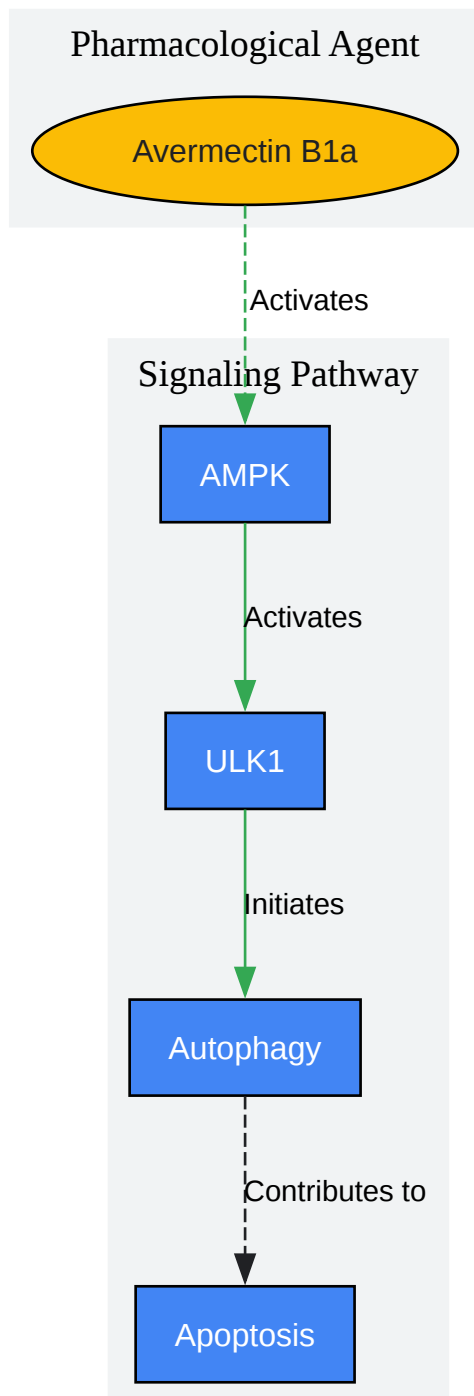 Pharmacological Agent
Avermectin B1a
Activates
Signaling Pathway
AMPK
Activates
ULK1
Initiates
Autophagy
Contributes to
Apoptosis